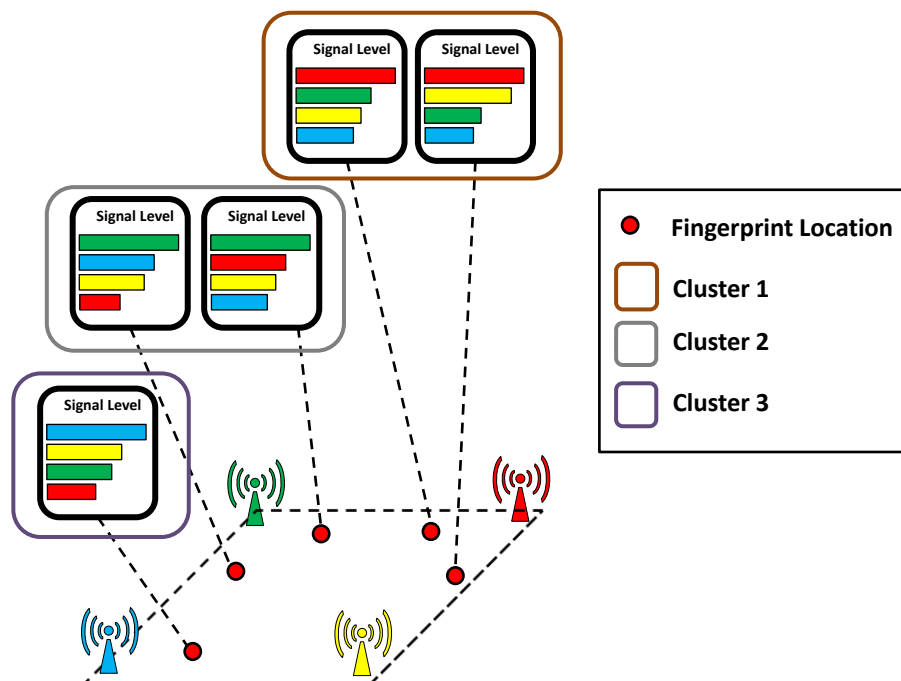 Signal Level
Signal Level
Signal Level
Signal Level
Signal Level
Fingerprint Location
Cluster 1
Cluster 2
Cluster 3